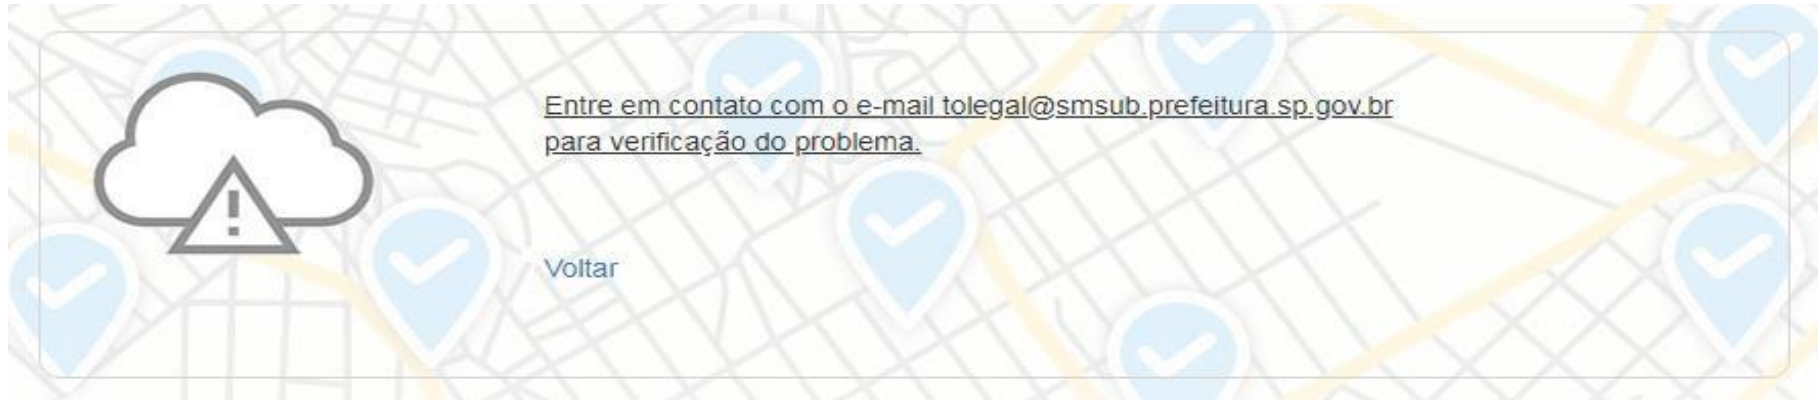 Entre em contato com o e-mail tolegal@smsub.prefeitura.sp.gov.br
para verificação do problema.
Voltar